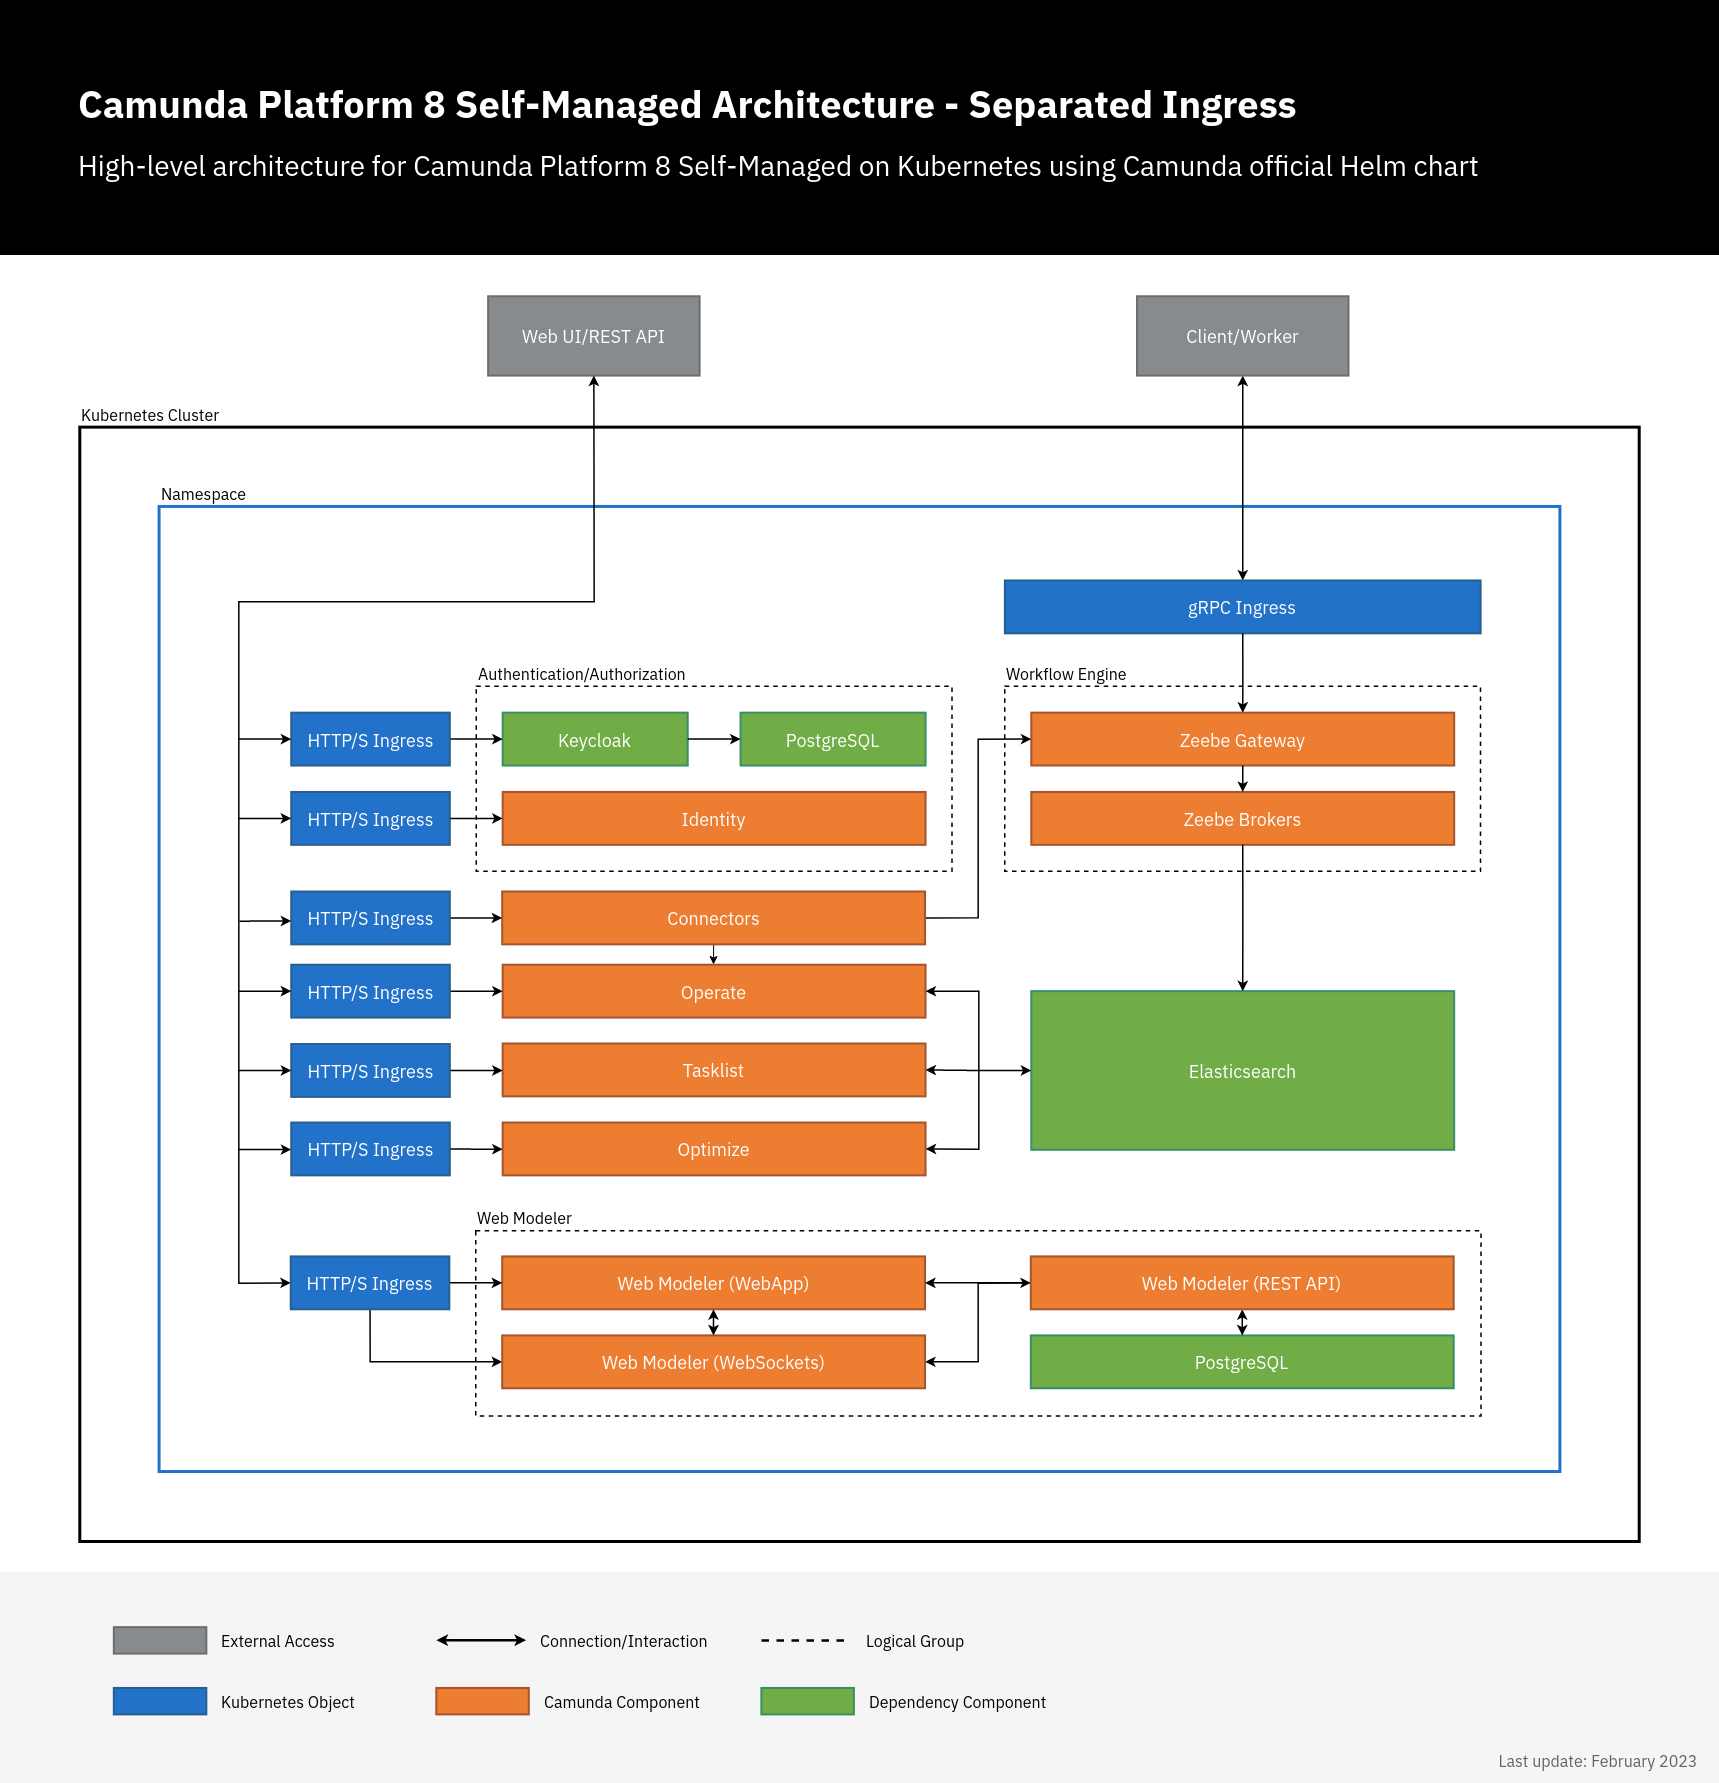 Camunda Platform 8 Self-Managed Architecture - Separated Ingress
High-level architecture for Camunda Platform 8 Self-Managed on Kubernetes using Camunda official Helm chart
Web UI/REST API
Client/Worker
Kubernetes Cluster
Namespace
gRPC Ingress
Authentication/Authorization
Workflow Engine
HTTP/S Ingress
Keycloak
PostgreSQL
Zeebe Gateway
HTTP/S Ingress
Identity
Zeebe Brokers
HTTP/S Ingress
Connectors
HTTP/S Ingress
Operate
HTTP/S Ingress
Tasklist
Elasticsearch
HTTP/S Ingress
Optimize
Web Modeler
HTTP/S Ingress
Web Modeler (WebApp)
Web Modeler (REST API)
Web Modeler (WebSockets)
PostgreSQL
External Access
Connection/Interaction
Logical Group
Kubernetes Object
Camunda Component
Dependency Component
Last update: February 2023